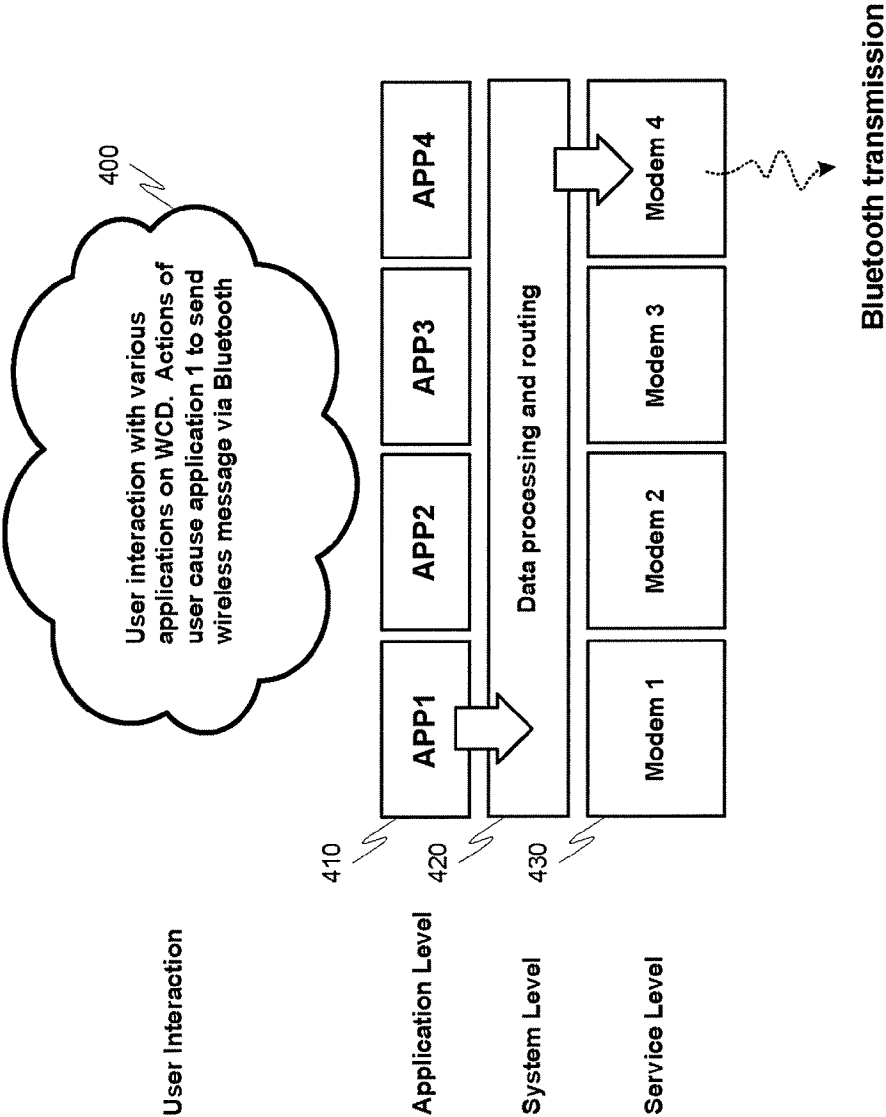 User Interaction
400
User interaction with various
applications on WCD. Actions of
user cause application 1 to send
wireless message via Bluetooth
Application Level
410
APP1
APP2
APP3
APP4
System Level
420
Data processing and routing
Service Level
430
Modem 1
Modem 2
Modem 3
Modem 4
Bluetooth transmission